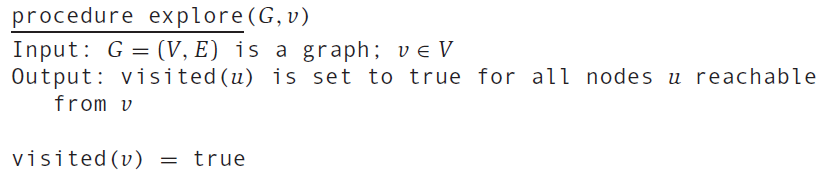 procedure explore(G, v)
Input: G = (V, E) is a graph; v ∈ V
Output: visited(u) is set to true for all nodes u reachable
from v
visited(v) = true